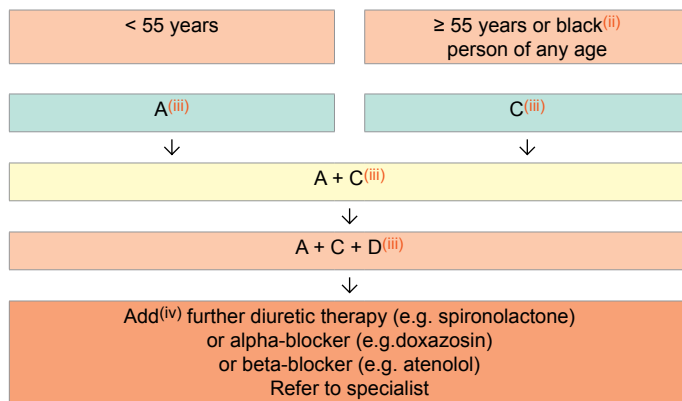 < 55 years
≥ 55 years or black(ii)
person of any age
A(iii)
C(iii)
A + C(iii)
A + C + D(iii)
Add(iv) further diuretic therapy (e.g. spironolactone)
or alpha-blocker (e.g.doxazosin)
or beta-blocker (e.g. atenolol)
Refer to specialist